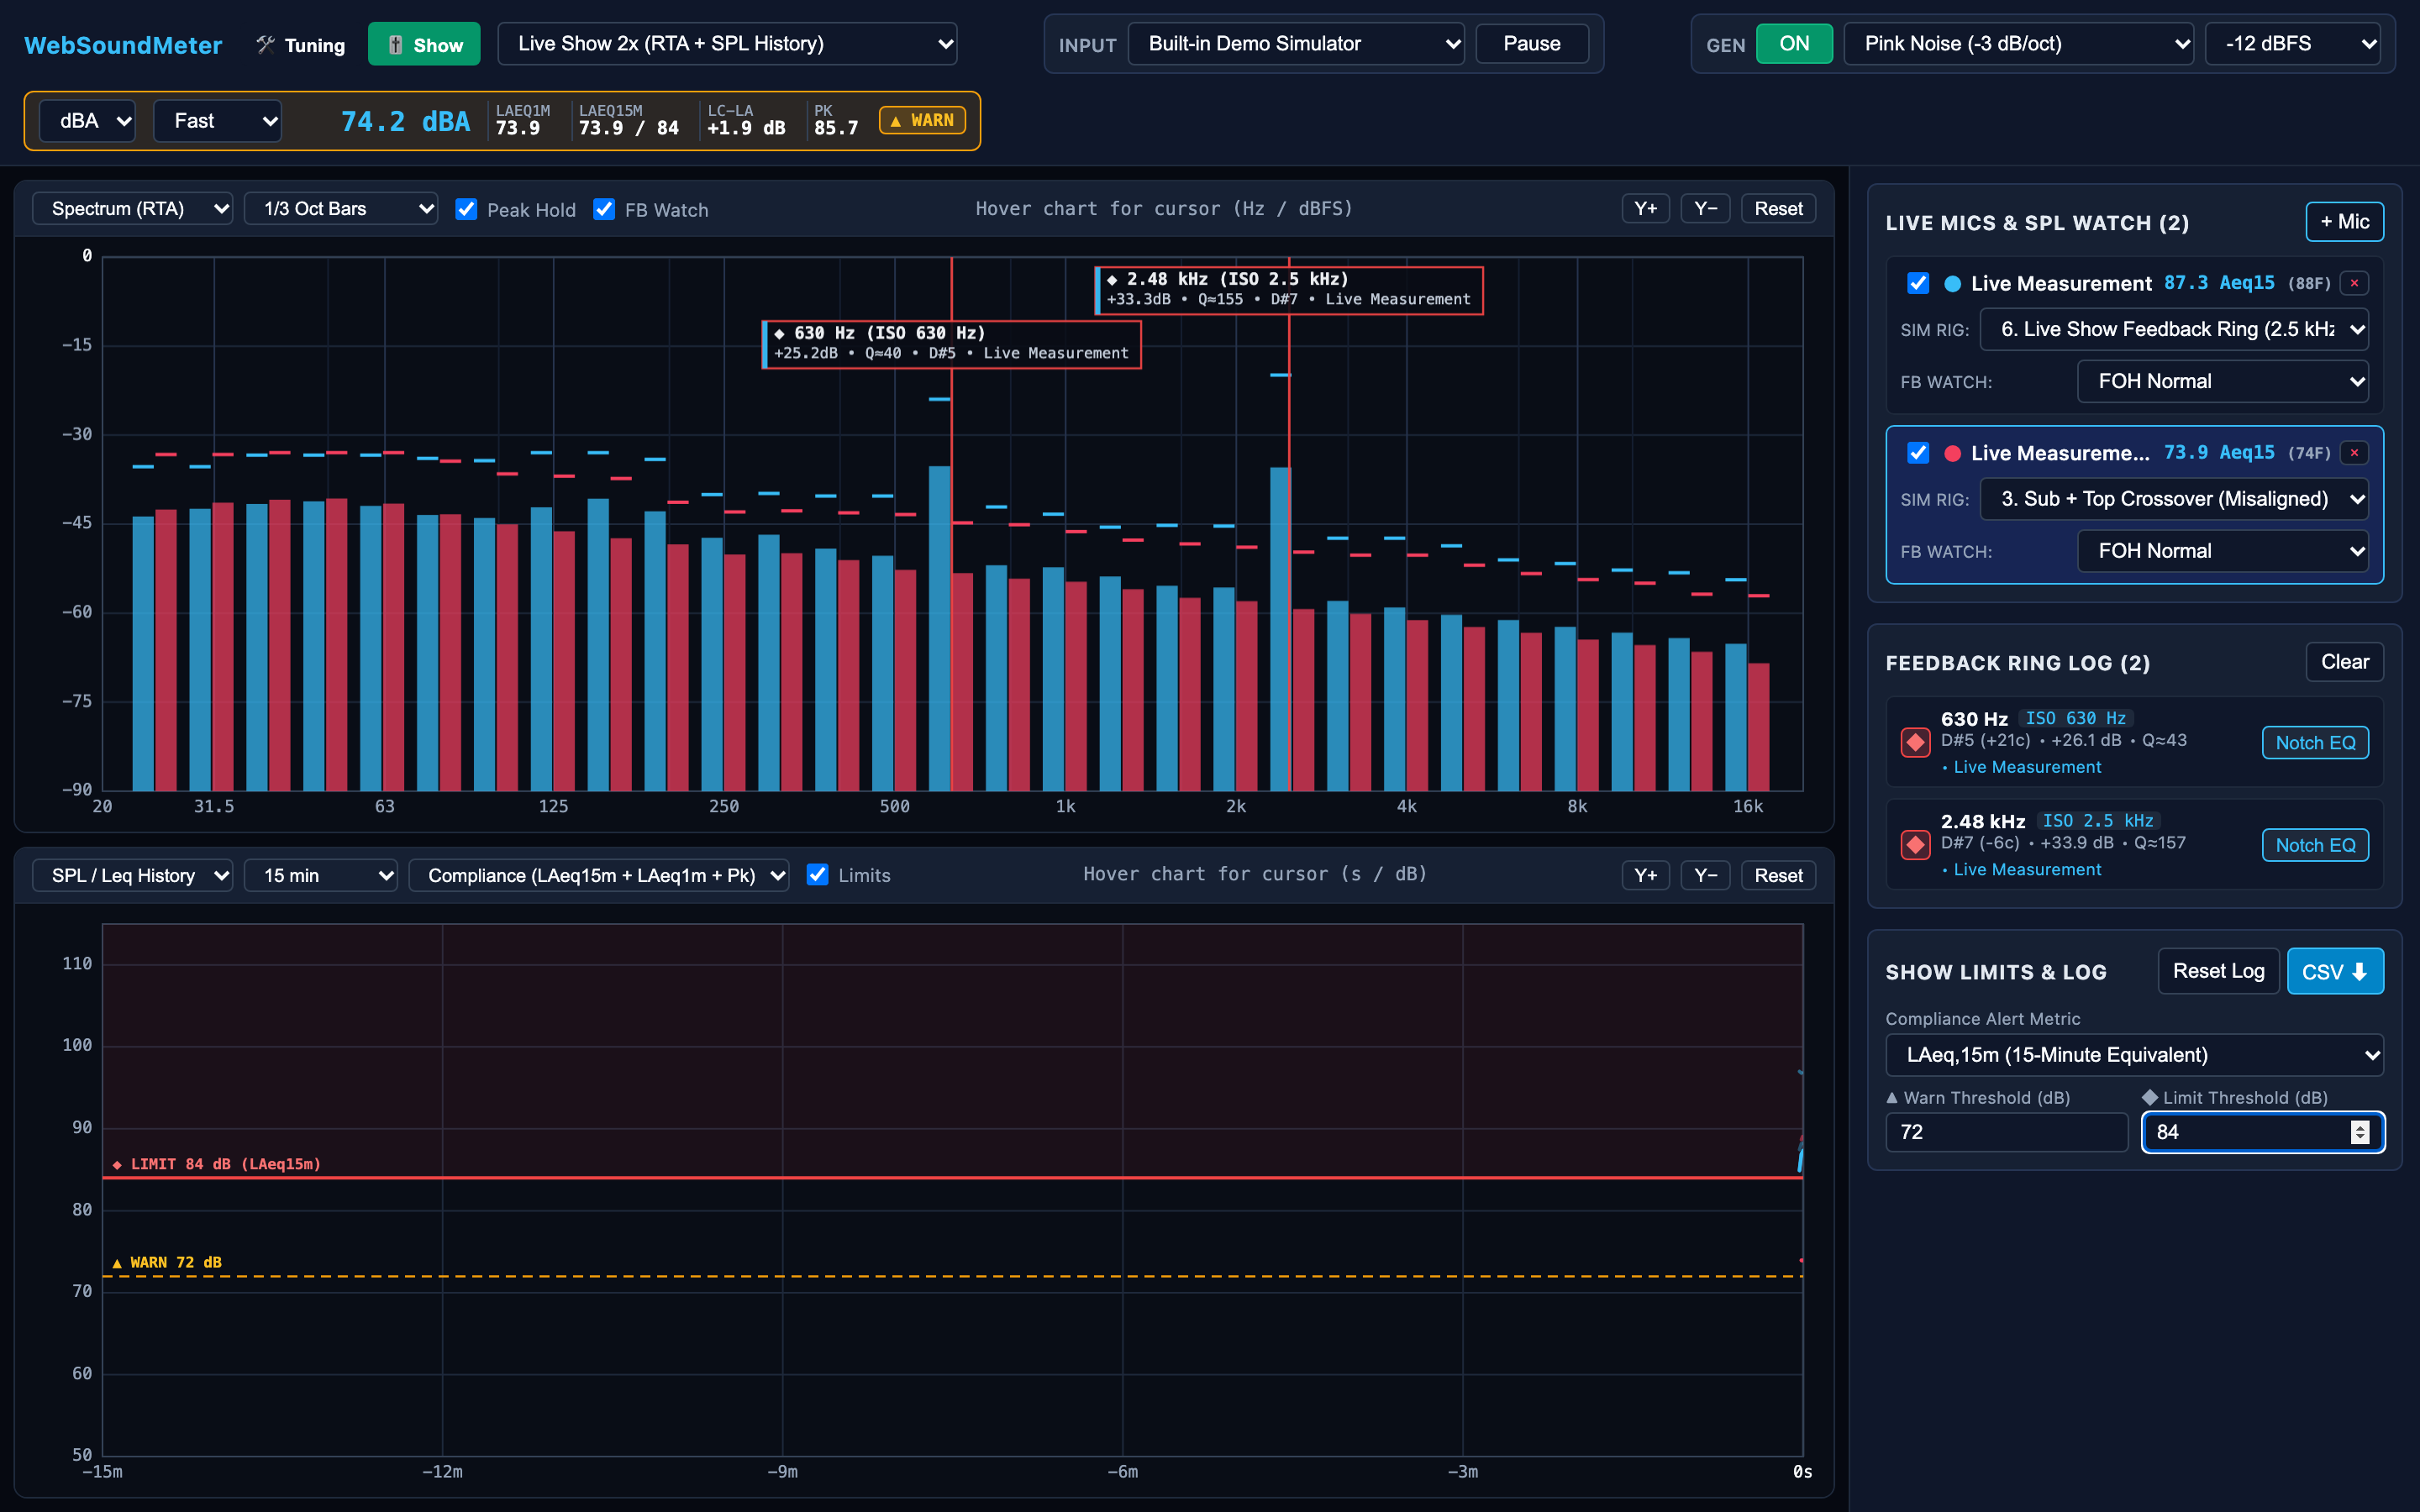 WebSoundMeter 🛠 Tuning 🎚 Show Live Show 2x (RTA + SPL History) INPUT Built-in Demo Simulator Pause GEN ON Pink Noise (-3 dB/oct) -12 dBFS
dBA Fast 74.2 dBA LAEQ1M 73.9 LAEQ15M 73.9 / 84 LC−LA +1.9 dB PK 85.7 ▲ WARN
Spectrum (RTA) 1/3 Oct Bars Peak Hold FB Watch Hover chart for cursor (Hz / dBFS) Y+ Y− Reset
0
−15
−30
−45
−60
−75
−90
◆ 2.48 kHz (ISO 2.5 kHz)
+33.3dB • Q≈155 • D#7 • Live Measurement
◆ 630 Hz (ISO 630 Hz)
+25.2dB • Q≈40 • D#5 • Live Measurement
20 31.5 63 125 250 500 1k 2k 4k 8k 16k
SPL / Leq History 15 min Compliance (LAeq15m + LAeq1m + Pk) Limits Hover chart for cursor (s / dB) Y+ Y− Reset
110
100
90
◆ LIMIT 84 dB (LAeq15m)
80
▲ WARN 72 dB
70
60
50
−15m −12m −9m −6m −3m 0s
LIVE MICS & SPL WATCH (2) + Mic
Live Measurement 87.3 Aeq15 (88F) ×
SIM RIG: 6. Live Show Feedback Ring (2.5 kHz
FB WATCH: FOH Normal
Live Measureme... 73.9 Aeq15 (74F) ×
SIM RIG: 3. Sub + Top Crossover (Misaligned)
FB WATCH: FOH Normal
FEEDBACK RING LOG (2) Clear
630 Hz ISO 630 Hz
D#5 (+21c) • +26.1 dB • Q≈43
• Live Measurement
Notch EQ
2.48 kHz ISO 2.5 kHz
D#7 (-6c) • +33.9 dB • Q≈157
• Live Measurement
Notch EQ
SHOW LIMITS & LOG Reset Log CSV ⬇
Compliance Alert Metric
LAeq,15m (15-Minute Equivalent)
▲ Warn Threshold (dB) ◆ Limit Threshold (dB)
72 84